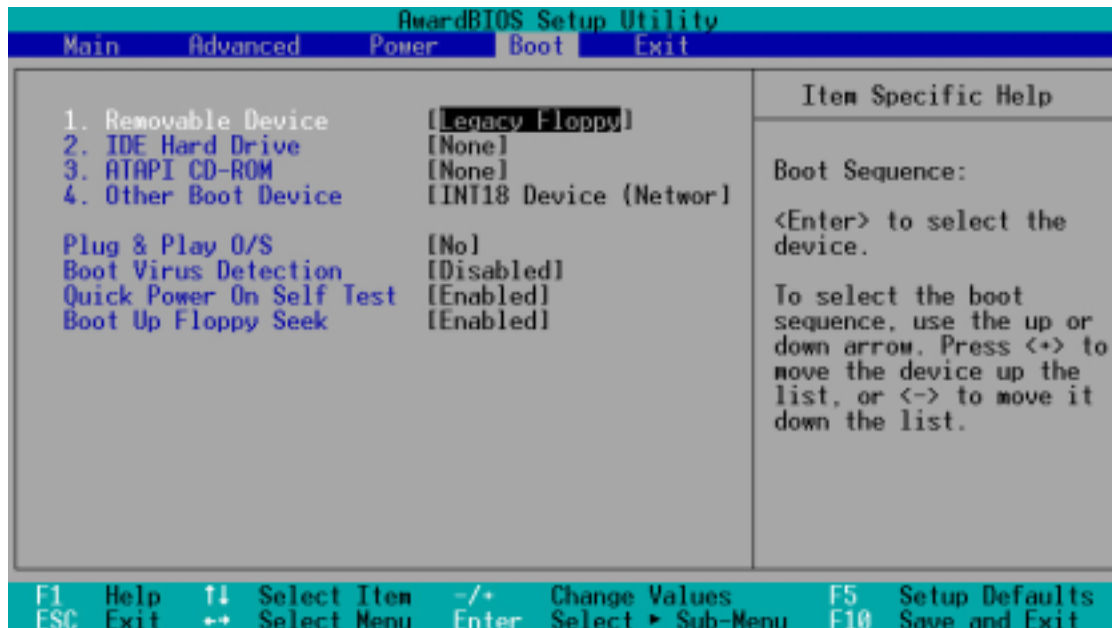 AwardBIOS Setup Utility
Main Advanced Power Boot Exit
1. Removable Device [Legacy Floppy]
2. IDE Hard Drive [None]
3. ATAPI CD-ROM [None]
4. Other Boot Device [INT18 Device (Networ]
Plug & Play O/S [No]
Boot Virus Detection [Disabled]
Quick Power On Self Test [Enabled]
Boot Up Floppy Seek [Enabled]
Item Specific Help
Boot Sequence:
<Enter> to select the
device.
To select the boot
sequence, use the up or
down arrow. Press <+> to
move the device up the
list, or <-> to move it
down the list.
F1 Help ↑↓ Select Item -/+ Change Values F5 Setup Defaults
ESC Exit ←→ Select Menu Enter Select ► Sub-Menu F10 Save and Exit